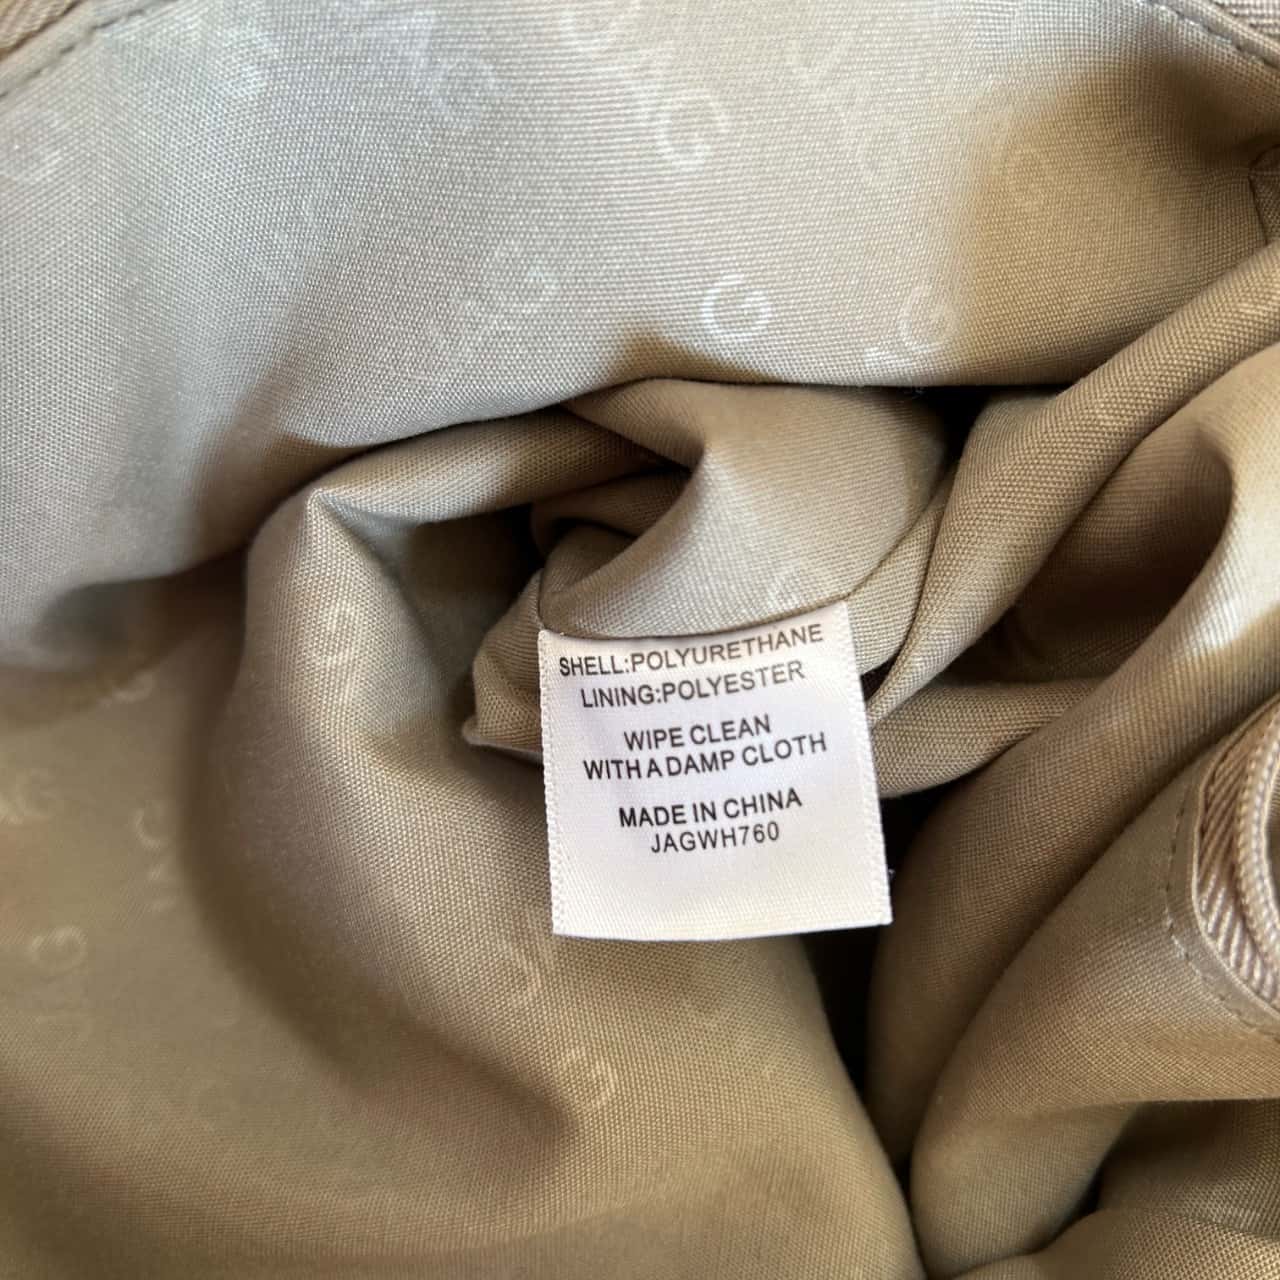 SHELL:POLYURETHANE
LINING:POLYESTER
WIPE CLEAN
WITH A DAMP CLOTH
MADE IN CHINA
JAGWH760